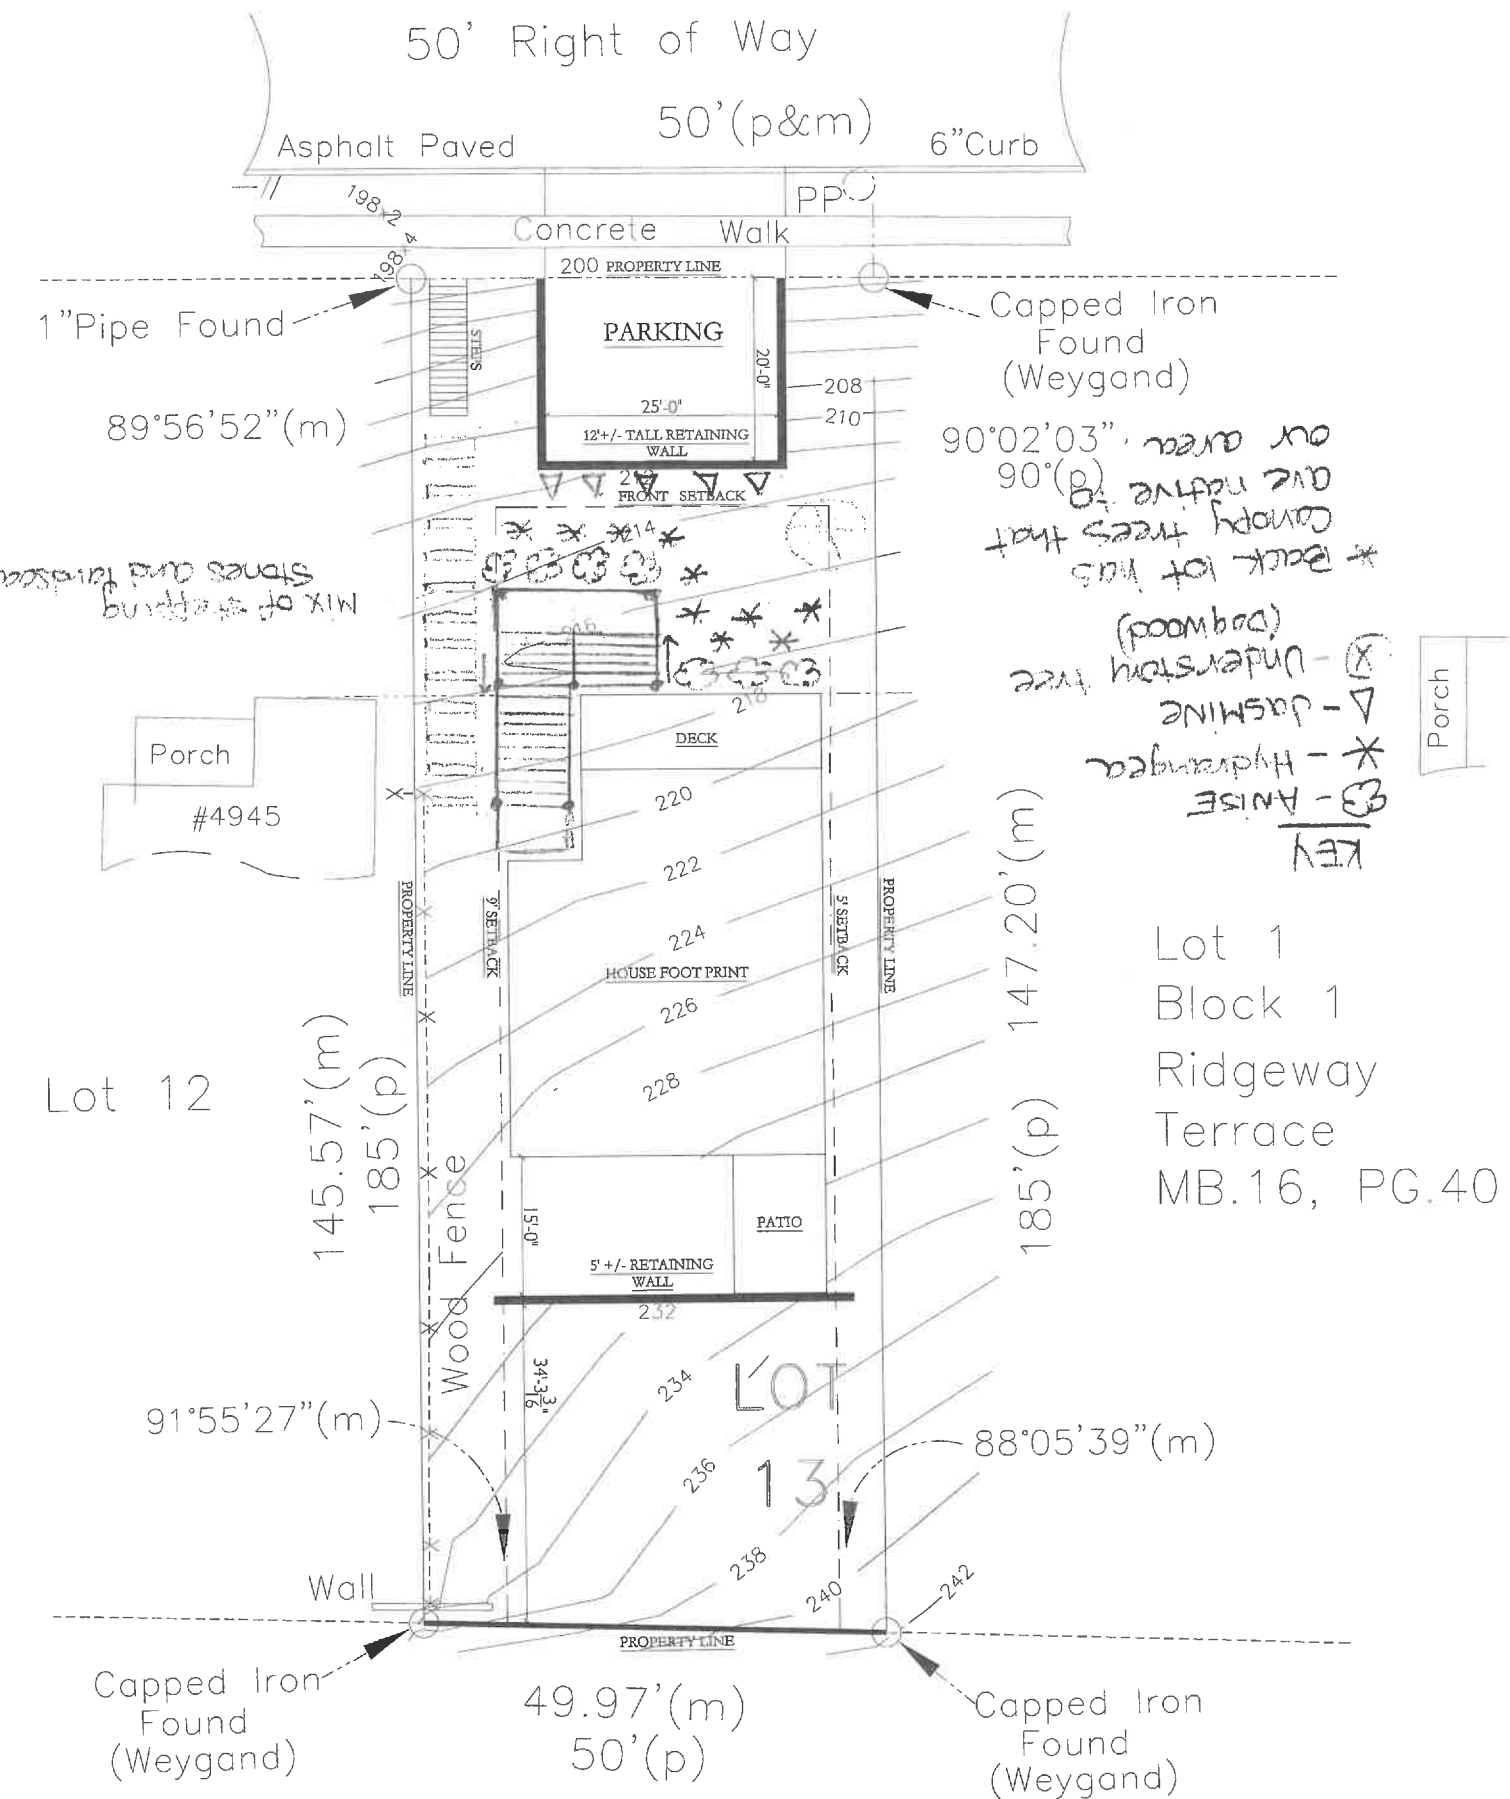 50' Right of Way
50'(p&m)
Asphalt Paved
6"Curb
198.2
PP
198.4
Concrete Walk
200 PROPERTY LINE
1"Pipe Found
STEPS
PARKING
20'-0"
Capped Iron
Found
(Weygand)
208
25'-0"
210
89°56'52"(m)
12'+/- TALL RETAINING
WALL
90°02'03"
90°(p)
212
FRONT SETBACK
214
* Back lot has
canopy trees that
are native to
our area
Mix of stepping
stones and
216
218
KEY
- ANISE
- Hydrangea
- JASMINE
- Understory tree
(Dogwood)
Porch
#4945
DECK
Porch
220
222
224
PROPERTY LINE
9' SETBACK
HOUSE FOOT PRINT
5' SETBACK
PROPERTY LINE
226
228
147.20'(m)
185'(p)
Lot 1
Block 1
Ridgeway
Terrace
MB.16, PG.40
Lot 12
145.57'(m)
185'(p)
Wood Fence
15'-0"
PATIO
5' +/- RETAINING
WALL
232
34'-3 3/16"
234
LOT
13
91°55'27"(m)
88°05'39"(m)
236
238
240
242
Wall
PROPERTY LINE
Capped Iron
Found
(Weygand)
49.97'(m)
50'(p)
Capped Iron
Found
(Weygand)